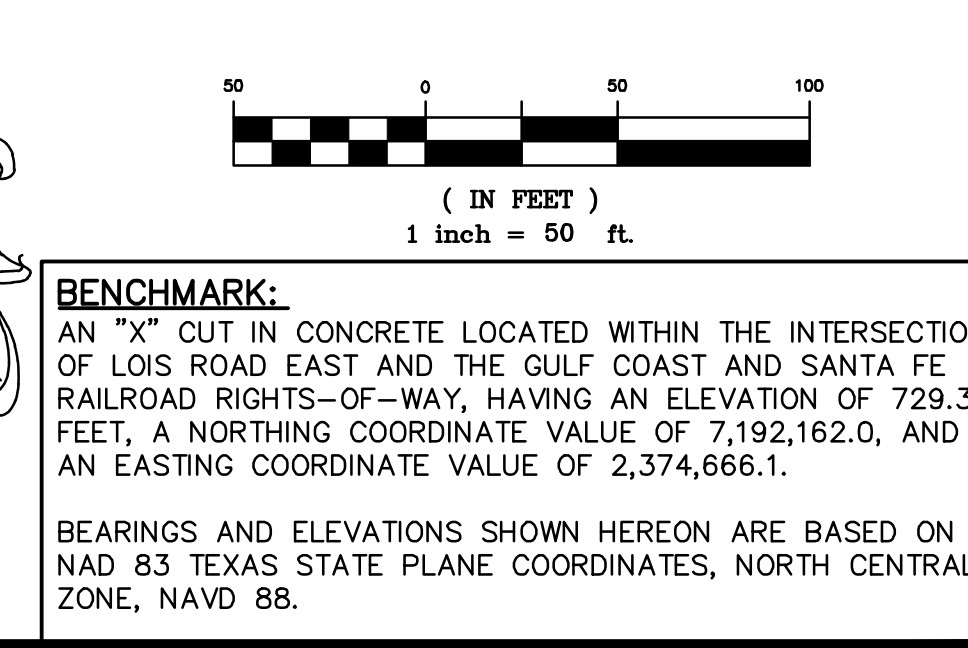 50 0 50 100
( IN FEET )
1 inch = 50 ft.
BENCHMARK:
AN "X" CUT IN CONCRETE LOCATED WITHIN THE INTERSECTIO
OF LOIS ROAD EAST AND THE GULF COAST AND SANTA FE
RAILROAD RIGHTS-OF-WAY, HAVING AN ELEVATION OF 729.3
FEET, A NORTHING COORDINATE VALUE OF 7,192,162.0, AND
AN EASTING COORDINATE VALUE OF 2,374,666.1.
BEARINGS AND ELEVATIONS SHOWN HEREON ARE BASED ON
NAD 83 TEXAS STATE PLANE COORDINATES, NORTH CENTRAL
ZONE, NAVD 88.